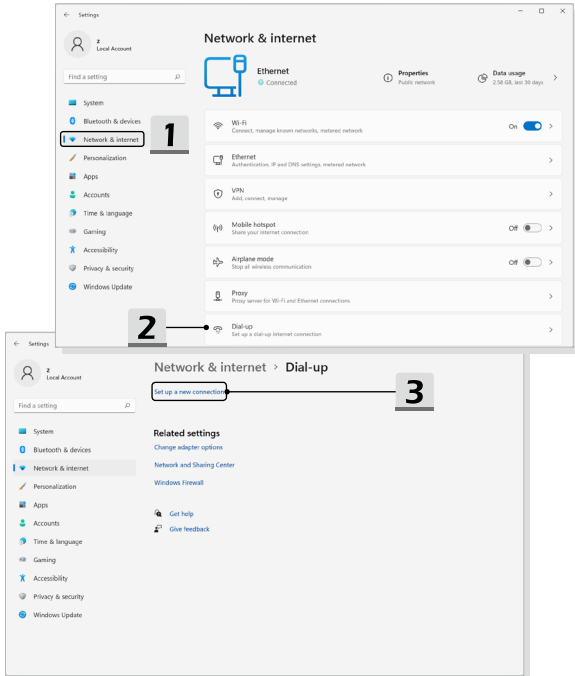 Settings
Network & internet
z
Local Account
Ethernet
Connected
Properties
Public network
Data usage
2.58 GB, last 30 days
Find a setting
System
Bluetooth & devices
Network & internet
1
Personalization
Apps
Accounts
Time & language
Gaming
Accessibility
Privacy & security
Windows Update
Wi-Fi
Connect, manage known networks, metered network
On
Ethernet
Authentication, IP and DNS settings, metered network
VPN
Add, connect, manage
Mobile hotspot
Share your internet connection
Off
Airplane mode
Stop all wireless communication
Off
Proxy
Proxy server for Wi-Fi and Ethernet connections
2
Dial-up
Set up a dial-up internet connection
Settings
z
Local Account
Find a setting
System
Bluetooth & devices
Network & internet
Personalization
Apps
Accounts
Time & language
Gaming
Accessibility
Privacy & security
Windows Update
Network & internet > Dial-up
Set up a new connection
3
Related settings
Change adapter options
Network and Sharing Center
Windows Firewall
Get help
Give feedback